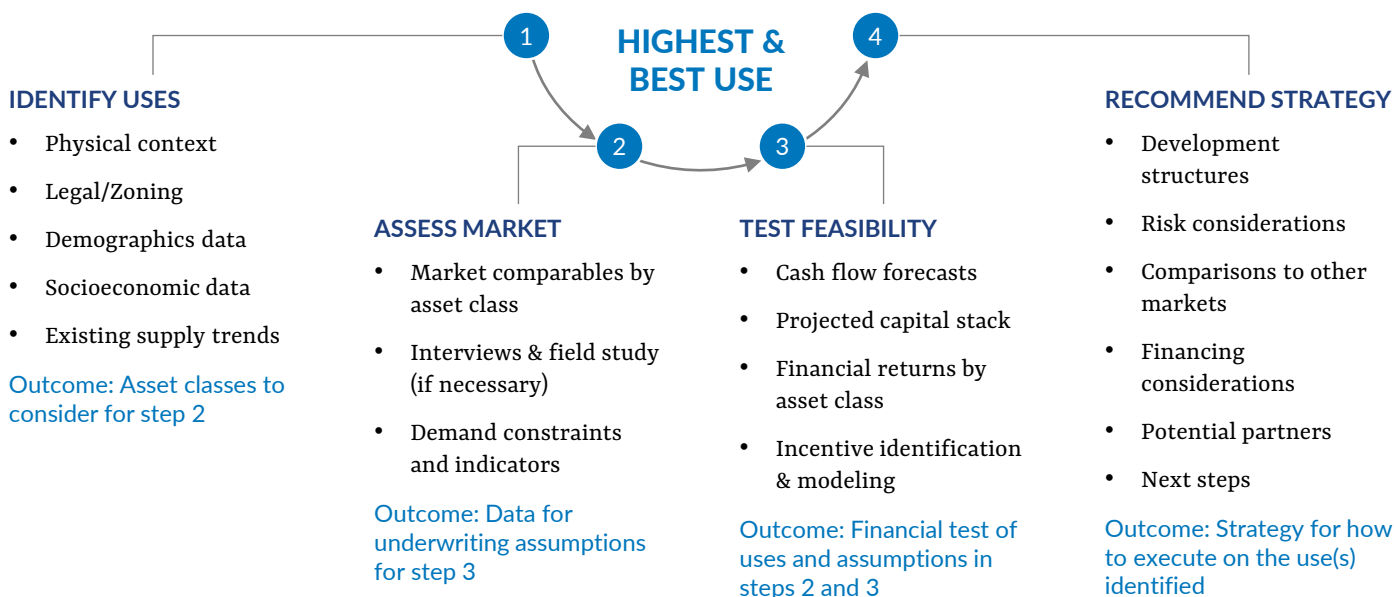 HIGHEST &
BEST USE
1
2
3
4
IDENTIFY USES
• Physical context
• Legal/Zoning
• Demographics data
• Socioeconomic data
• Existing supply trends
Outcome: Asset classes to
consider for step 2
ASSESS MARKET
• Market comparables by
asset class
• Interviews & field study
(if necessary)
• Demand constraints
and indicators
Outcome: Data for
underwriting assumptions
for step 3
TEST FEASIBILITY
• Cash flow forecasts
• Projected capital stack
• Financial returns by
asset class
• Incentive identification
& modeling
Outcome: Financial test of
uses and assumptions in
steps 2 and 3
RECOMMEND STRATEGY
• Development
structures
• Risk considerations
• Comparisons to other
markets
• Financing
considerations
• Potential partners
• Next steps
Outcome: Strategy for how
to execute on the use(s)
identified